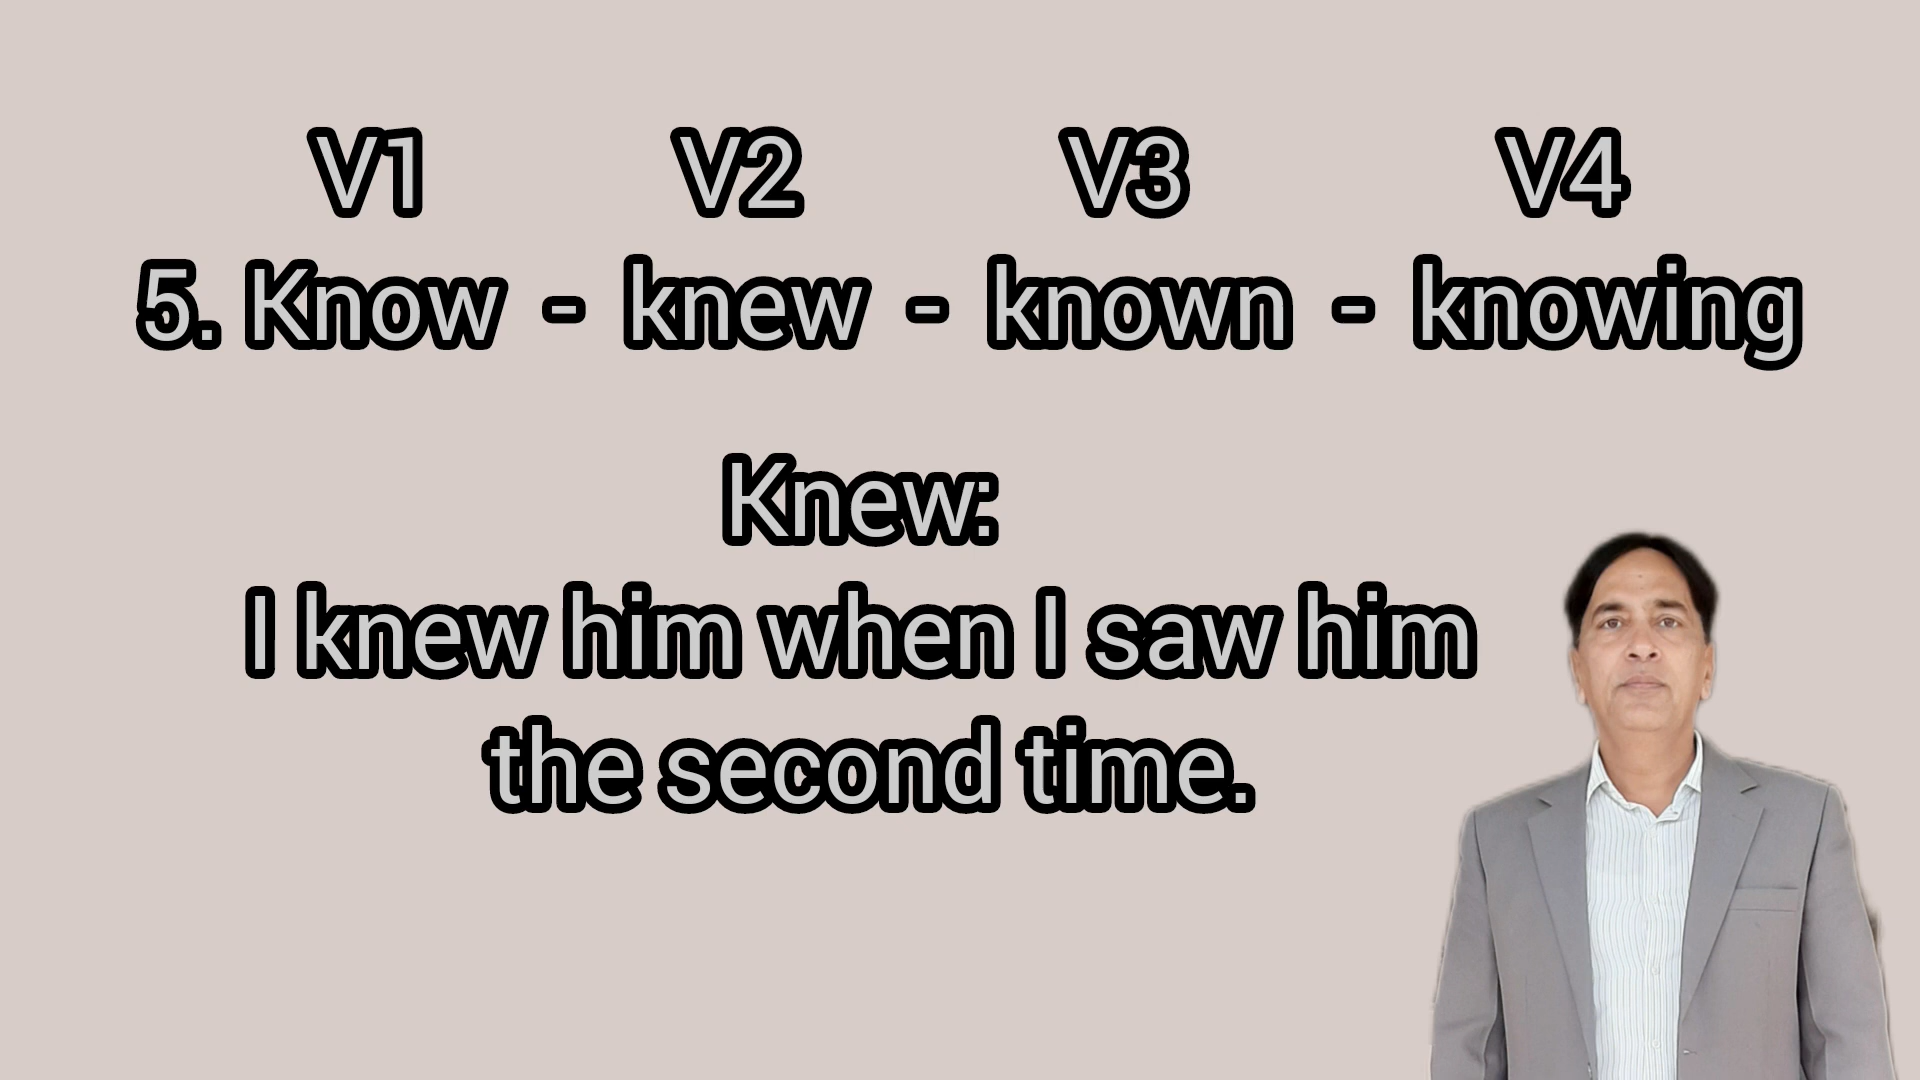 V1 V2 V3 V4
5. Know - knew - known - knowing
Knew:
I knew him when I saw him
the second time.